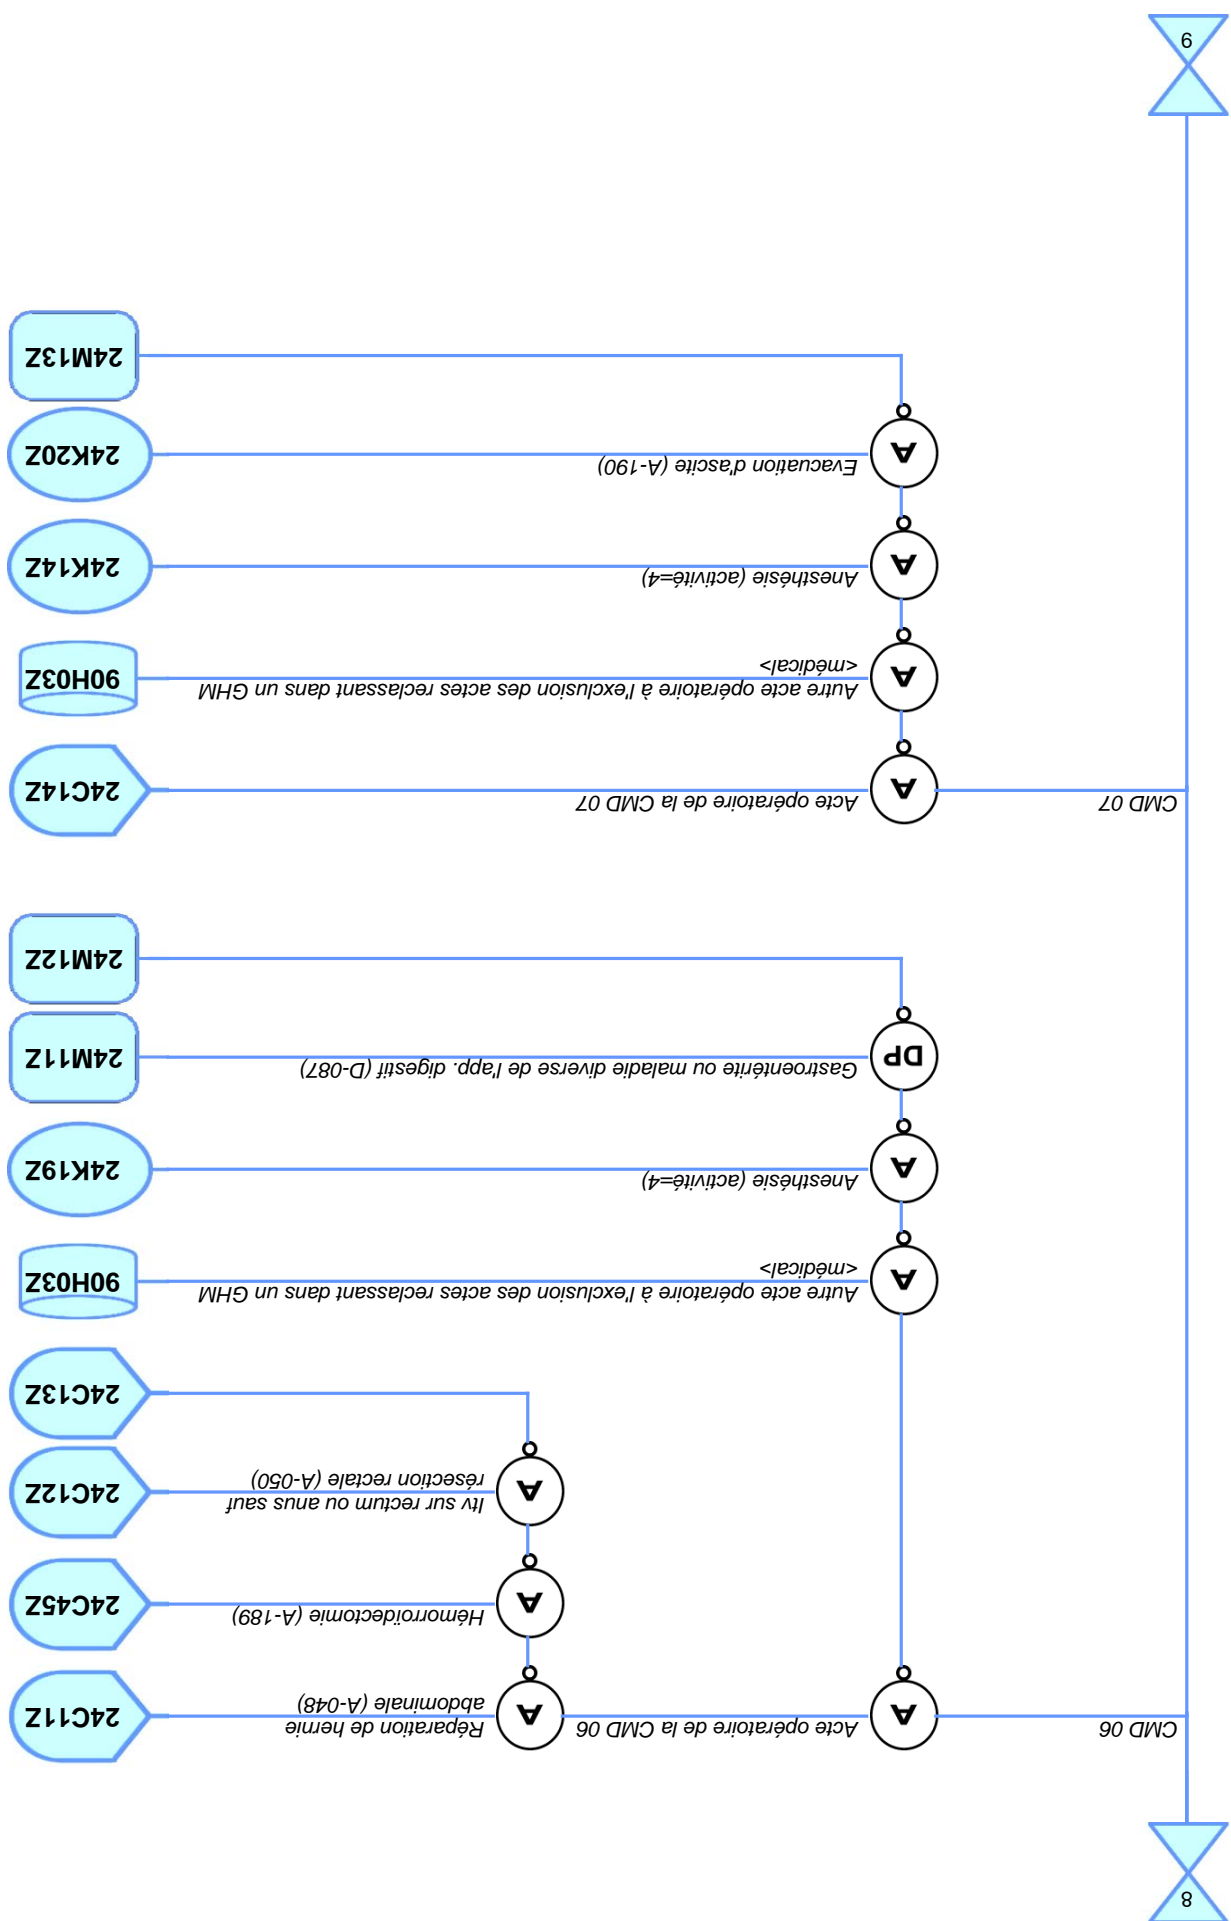 8
CMD 06
A
Acte opératoire de la CMD 06
A
Réparation de hernie
abdominale (A-048)
24C11Z
A
Hémorroïdectomie (A-189)
24C45Z
A
Itv sur rectum ou anus sauf
résection rectale (A-050)
24C12Z
24C13Z
A
Autre acte opératoire à l'exclusion des actes reclassant dans un GHM
<médical>
90H03Z
A
Anesthésie (activité=4)
24K19Z
DP
Gastroentérite ou maladie diverse de l'app. digestif (D-087)
24M11Z
24M12Z
CMD 07
A
Acte opératoire de la CMD 07
24C14Z
A
Autre acte opératoire à l'exclusion des actes reclassant dans un GHM
<médical>
90H03Z
A
Anesthésie (activité=4)
24K14Z
A
Evacuation d'ascite (A-190)
24K20Z
24M13Z
9